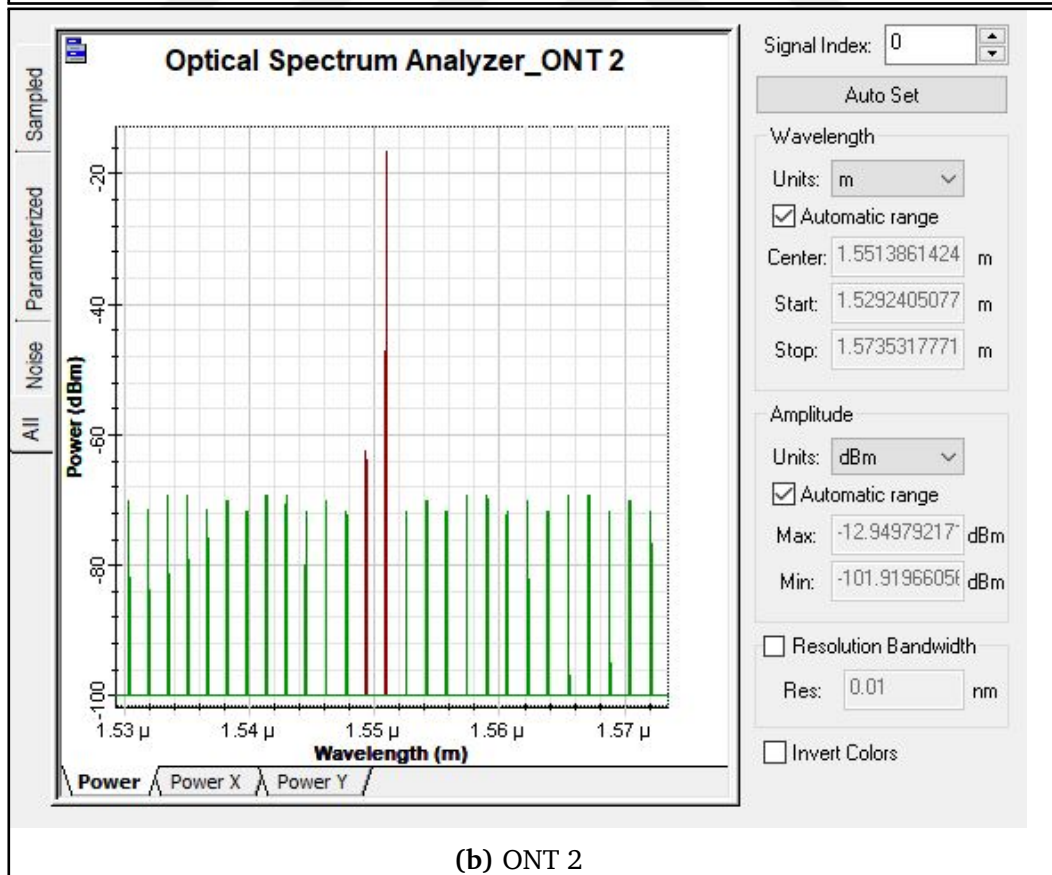 Optical Spectrum Analyzer_ONT 2
Sampled
Parameterized
Noise
All
Power (dBm)
-20
-40
-60
-80
-100
1.53 µ 1.54 µ 1.55 µ 1.56 µ 1.57 µ
Wavelength (m)
Power Power X Power Y
Signal Index: 0
Auto Set
Wavelength
Units: m
Automatic range
Center: 1.5513861424 m
Start: 1.5292405077 m
Stop: 1.5735317771 m
Amplitude
Units: dBm
Automatic range
Max: -12.94979217 dBm
Min: -101.9196605 dBm
Resolution Bandwidth
Res: 0.01 nm
Invert Colors
(b) ONT 2